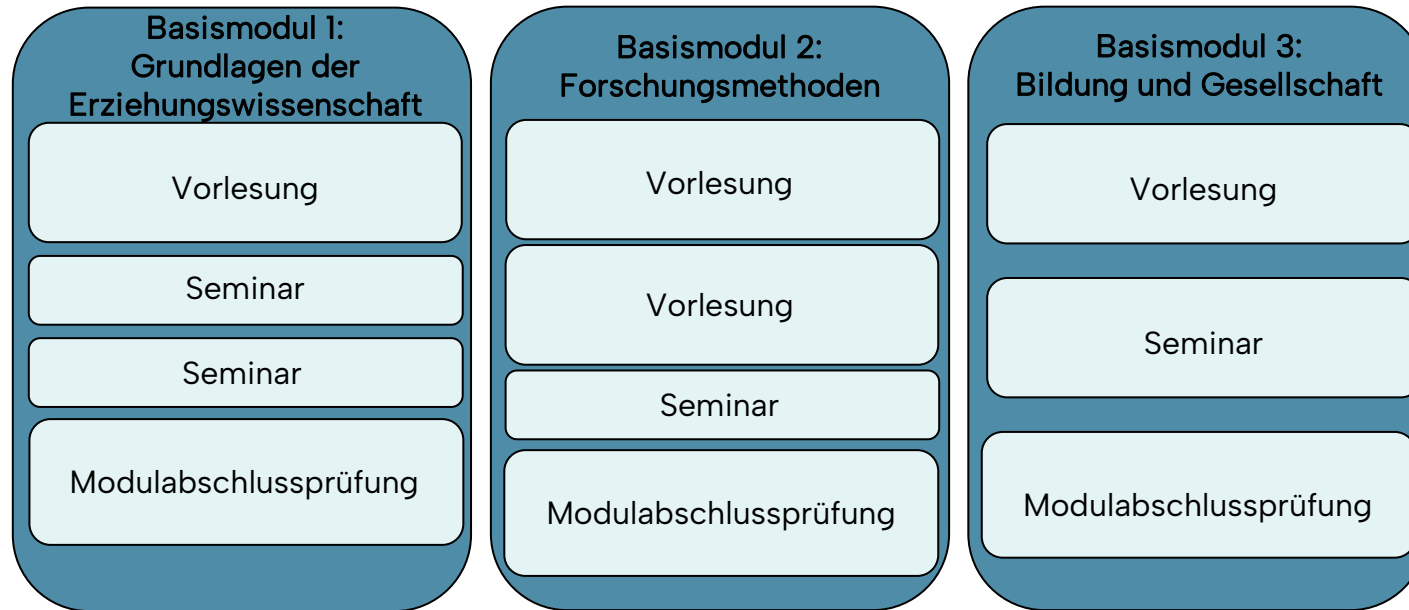 Basismodul 1:
Grundlagen der
Erziehungswissenschaft
Vorlesung
Seminar
Seminar
Modulabschlussprüfung
Basismodul 2:
Forschungsmethoden
Vorlesung
Vorlesung
Seminar
Modulabschlussprüfung
Basismodul 3:
Bildung und Gesellschaft
Vorlesung
Seminar
Modulabschlussprüfung